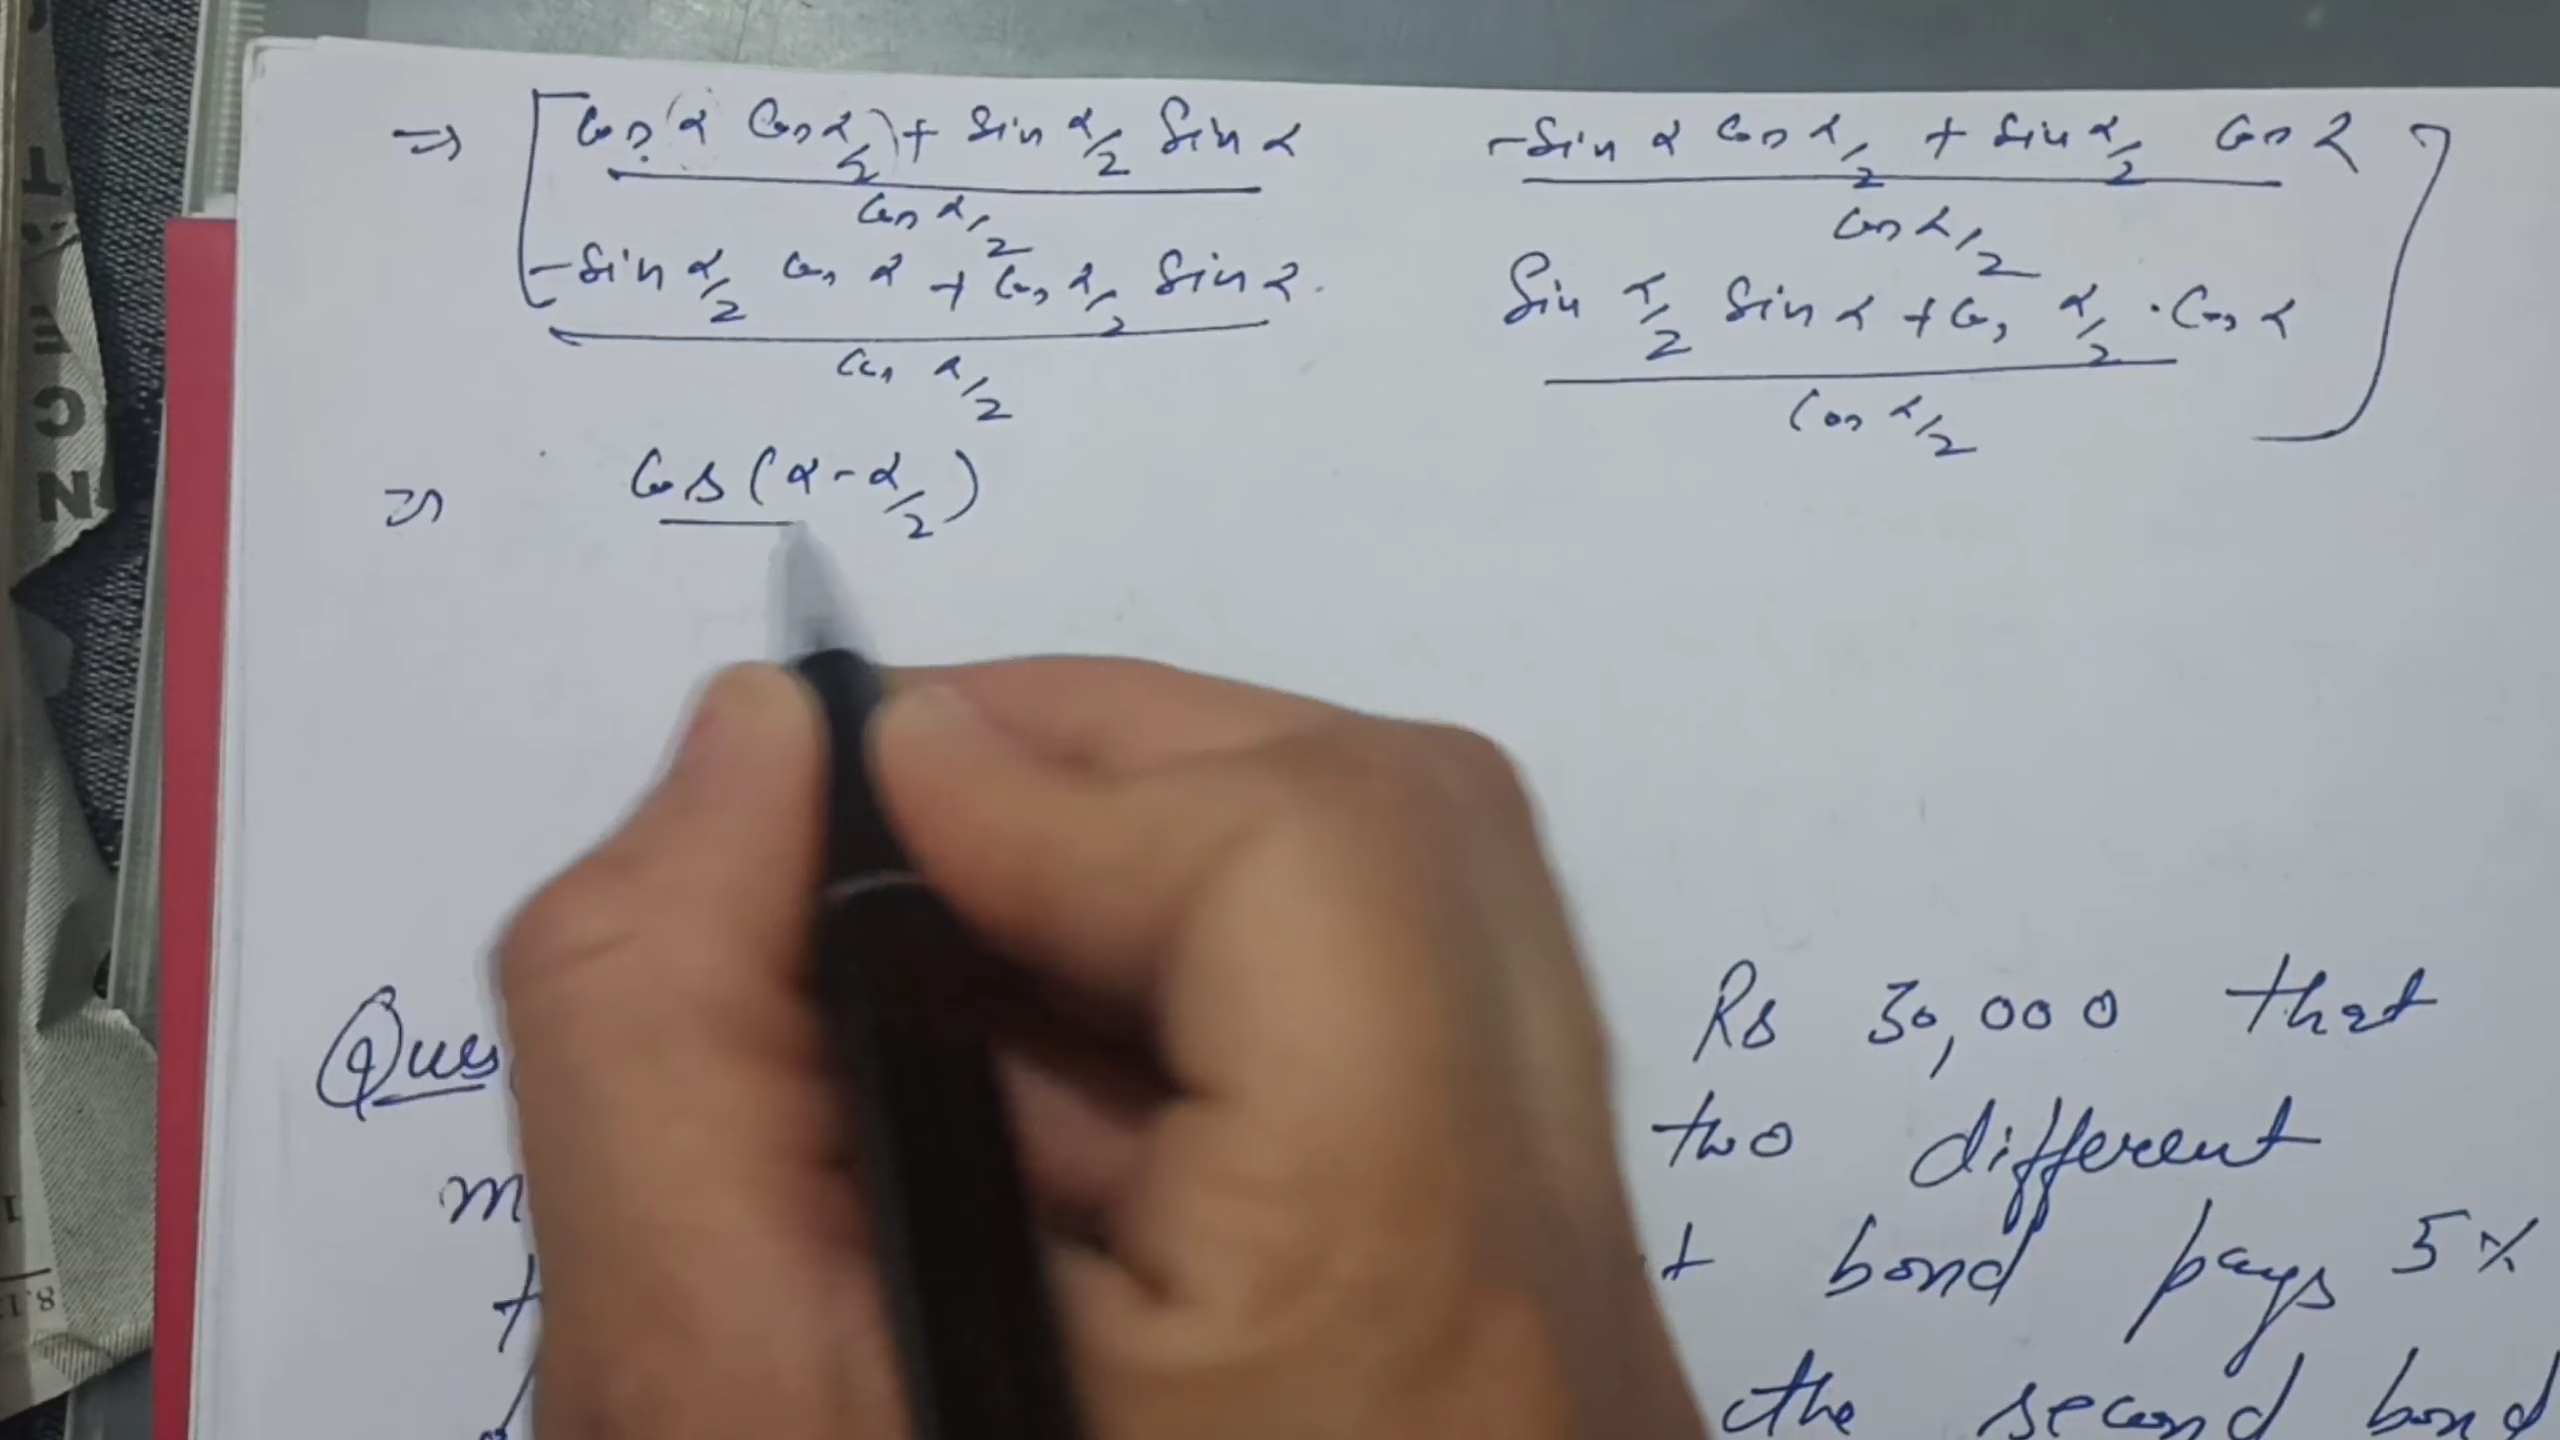 ⇒ [ Cos(α Cos α/2) + Sin α/2 Sin α -Sin α Cos α/2 + Sin α/2 Cos α ]
Cos α/2 Cos α/2
-Sin α/2 Cos α + Cos α/2 Sin α. Sin α/2 Sin α + Cos α/2 · Cos α
Cos α/2 Cos α/2
⇒ Cos (α - α/2)
Ques Rs 30,000 that
m two different
t bond pays 5%
the second bond